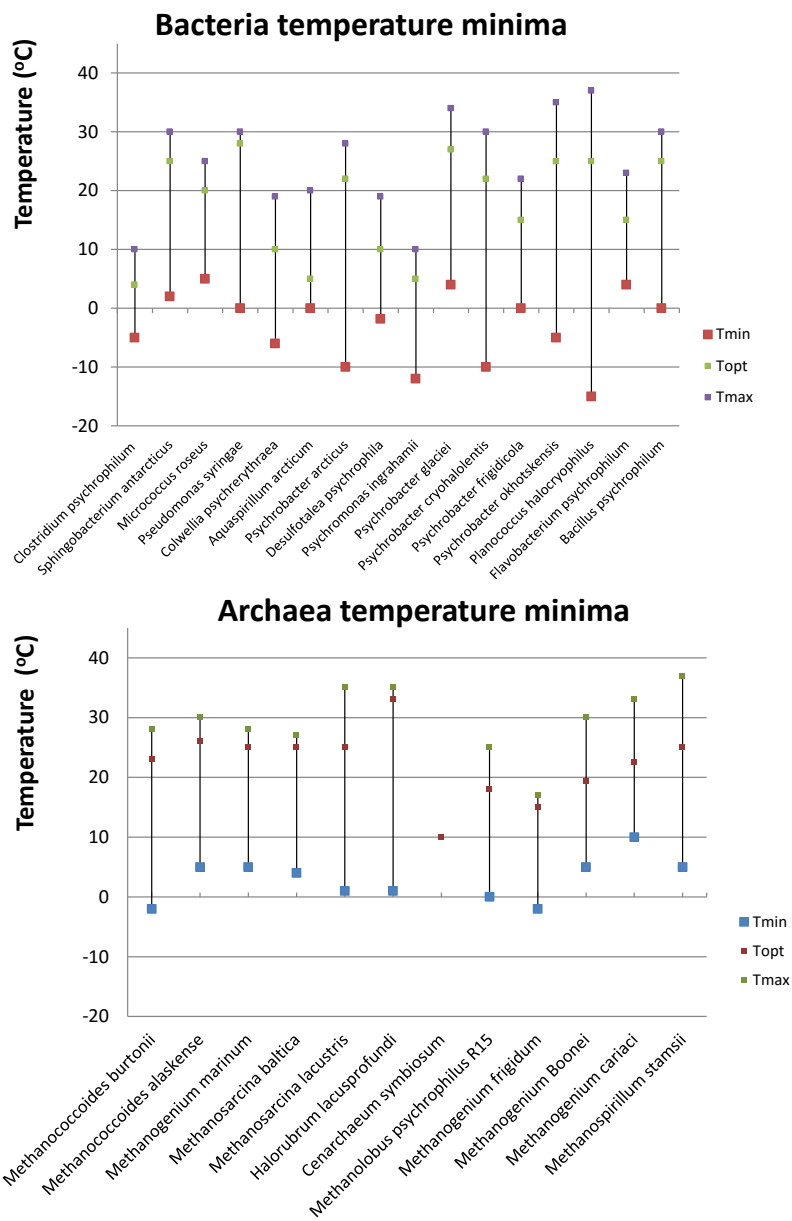 Bacteria temperature minima
Temperature (ºC)
40
30
20
10
0
-10
-20
Tmin
Topt
Tmax
Clostridium psychrophilum
Sphingobacterium antarcticus
Micrococcus roseus
Pseudomonas syringae
Colwellia psychrerythraea
Aquaspirillum arcticum
Psychrobacter arcticus
Desulfotalea psychrophila
Psychromonas ingrahamii
Psychrobacter glaciei
Psychrobacter cryohalolentis
Psychrobacter frigidicola
Psychrobacter okhotskensis
Planococcus halocryophilus
Flavobacterium psychrophilum
Bacillus psychrophilum
Archaea temperature minima
Temperature (ºC)
40
30
20
10
0
-10
-20
Tmin
Topt
Tmax
Methanococcoides burtonii
Methanococcoides alaskense
Methanogenium marinum
Methanosarcina baltica
Methanosarcina lacustris
Halorubrum lacusprofundi
Cenarchaeum symbiosum
Methanolobus psychrophilus R15
Methanogenium frigidum
Methanogenium Boonei
Methanogenium cariaci
Methanospirillum stamsii